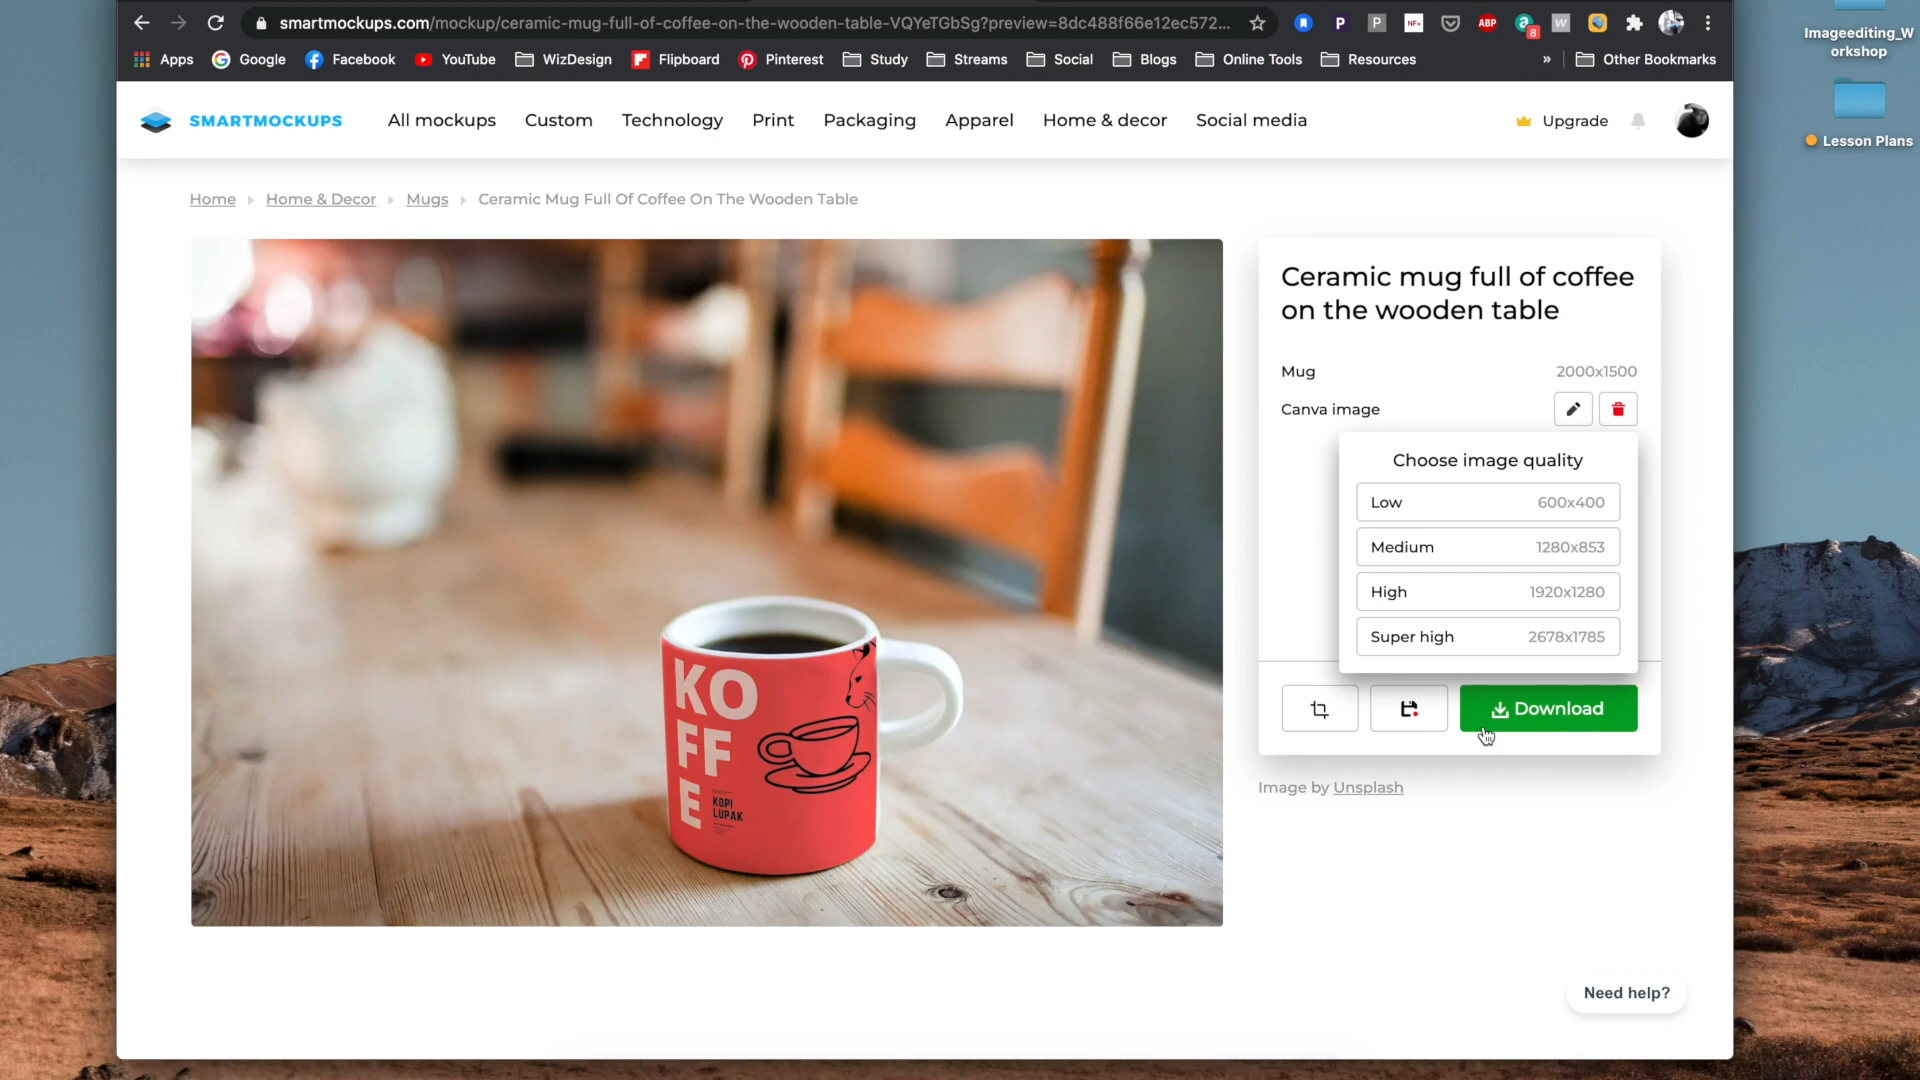 smartmockups.com/mockup/ceramic-mug-full-of-coffee-on-the-wooden-table-VQYeTGbSg?preview=8dc488f66e12ec572...
P
P
NF+
ABP
a
8
W
Apps
Google
Facebook
YouTube
WizDesign
Flipboard
Pinterest
Study
Streams
Social
Blogs
Online Tools
Resources
»
Other Bookmarks
Imageediting_W
orkshop
Lesson Plans
SMARTMOCKUPS
All mockups
Custom
Technology
Print
Packaging
Apparel
Home & decor
Social media
Upgrade
Home
Home & Decor
Mugs
Ceramic Mug Full Of Coffee On The Wooden Table
KO
FF
E
KOPI
LUPAK
Ceramic mug full of coffee
on the wooden table
Mug 2000x1500
Canva image
Choose image quality
Low 600x400
Medium 1280x853
High 1920x1280
Super high 2678x1785
Download
Image by Unsplash
Need help?